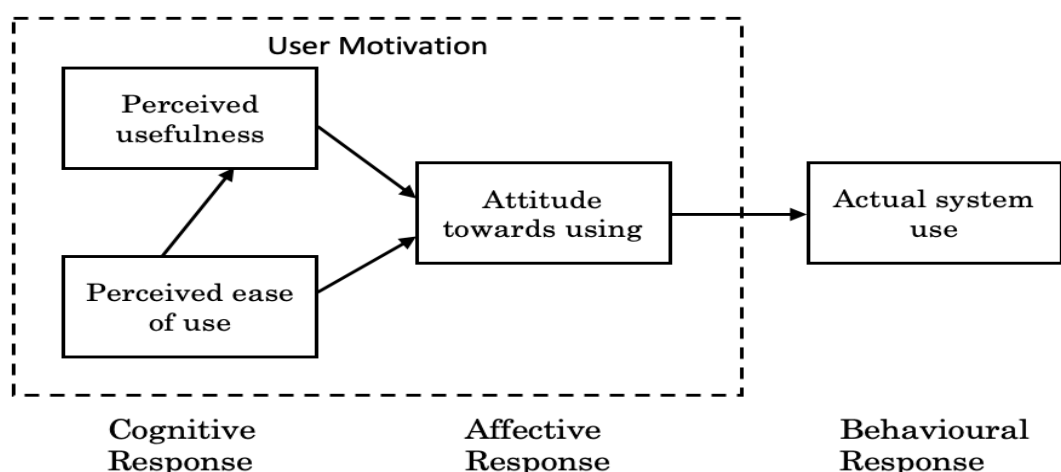 User Motivation
Perceived
usefulness
Attitude
towards using
Actual system
use
Perceived ease
of use
Cognitive
Response
Affective
Response
Behavioural
Response